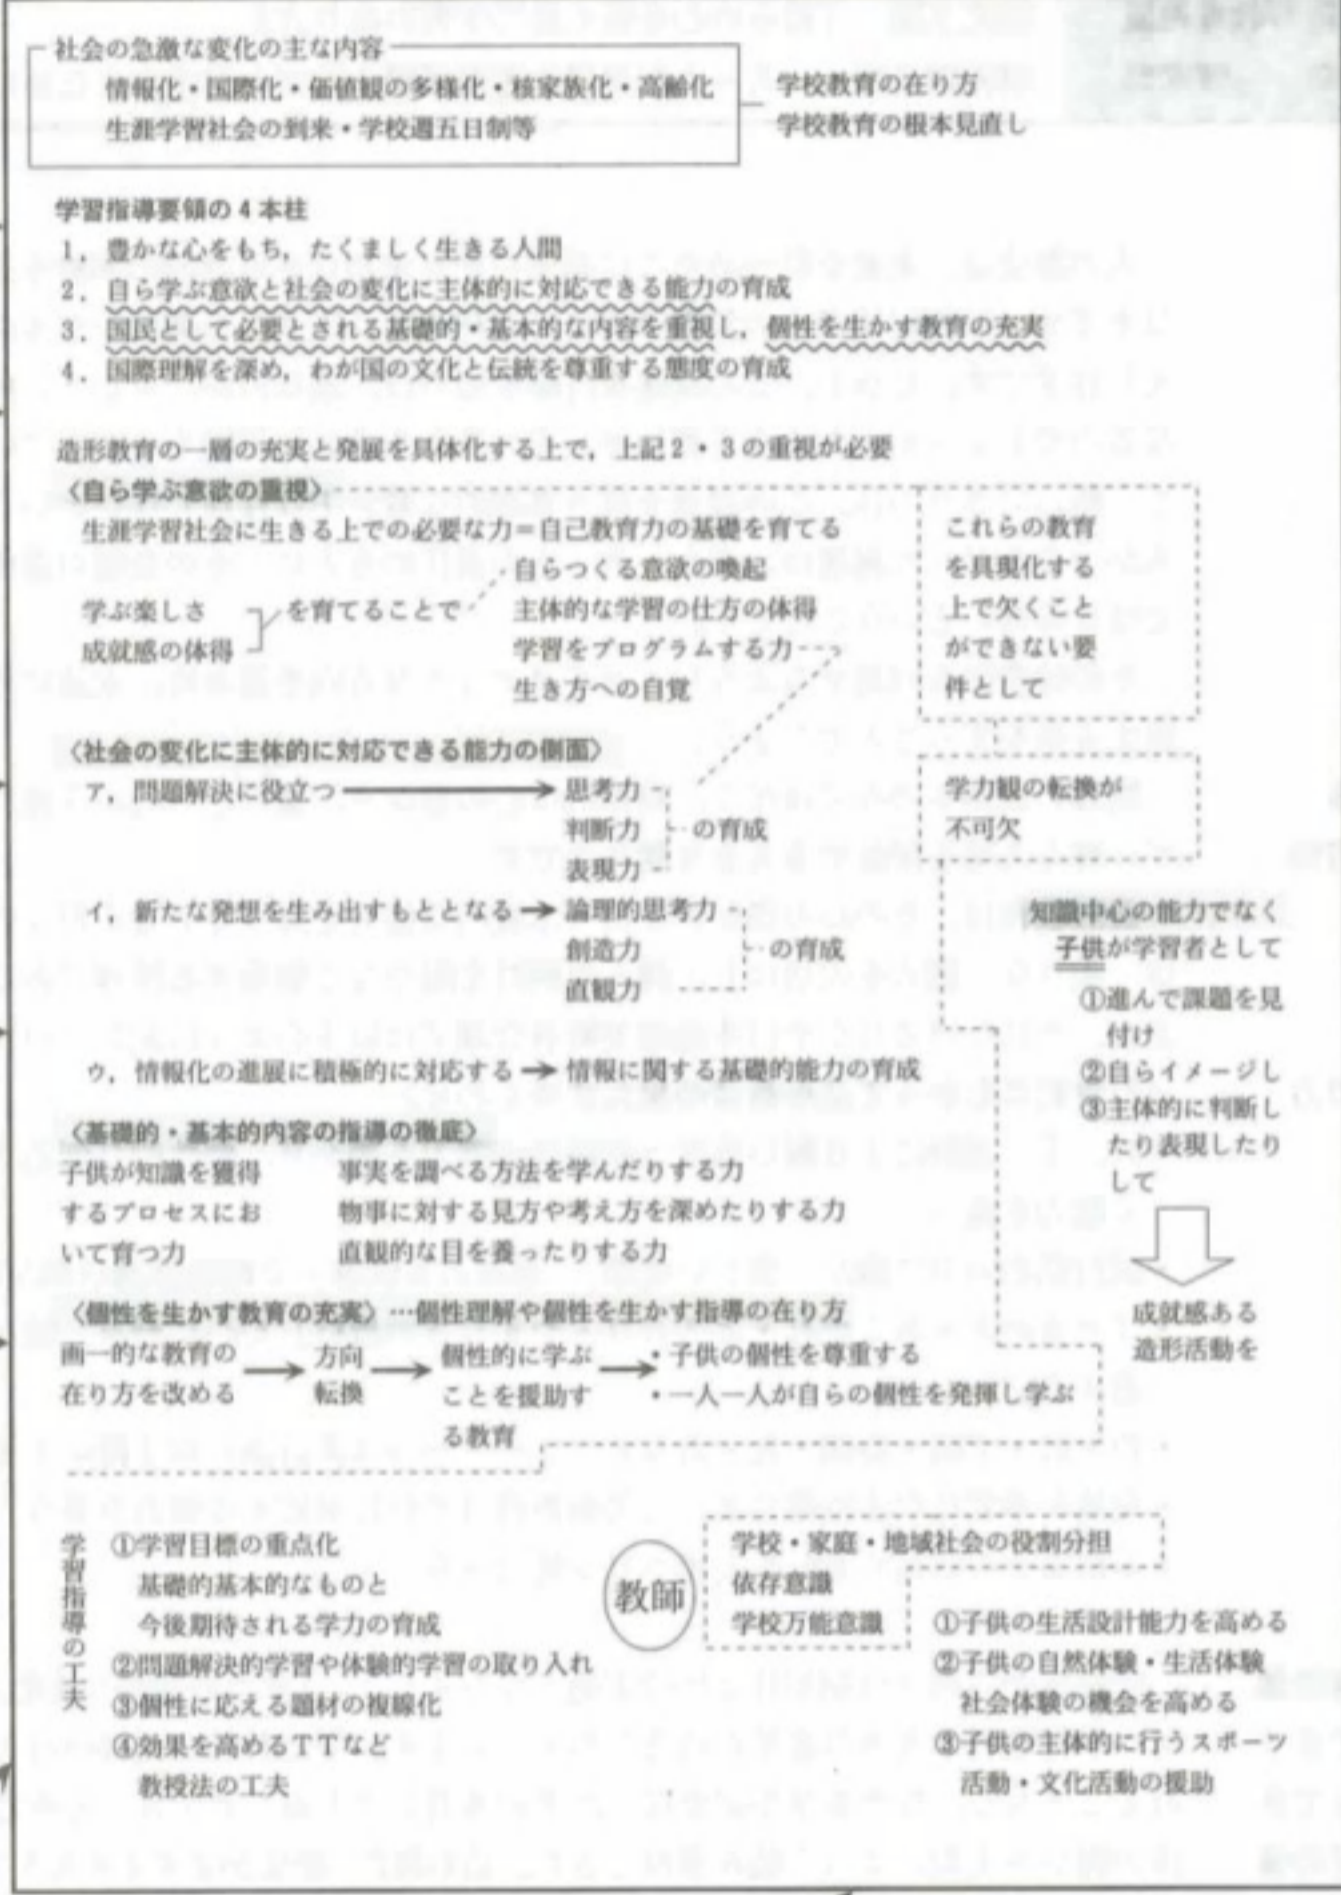 社会の急激な変化の主な内容
情報化・国際化・価値観の多様化・核家族化・高齢化
生涯学習社会の到来・学校週五日制等
学校教育の在り方
学校教育の根本見直し
学習指導要領の4本柱
1，豊かな心をもち，たくましく生きる人間
2，自ら学ぶ意欲と社会の変化に主体的に対応できる能力の育成
3，国民として必要とされる基礎的・基本的な内容を重視し，個性を生かす教育の充実
4，国際理解を深め，わが国の文化と伝統を尊重する態度の育成
造形教育の一層の充実と発展を具体化する上で，上記2・3の重視が必要
〈自ら学ぶ意欲の重視〉
生涯学習社会に生きる上での必要な力＝自己教育力の基礎を育てる
学ぶ楽しさ
成就感の体得
を育てることで
自らつくる意欲の喚起
主体的な学習の仕方の体得
学習をプログラムする力
生き方への自覚
これらの教育
を具現化する
上で欠くこと
ができない要
件として
〈社会の変化に主体的に対応できる能力の側面〉
ア，問題解決に役立つ→思考力
判断力 の育成
表現力
イ，新たな発想を生み出すもととなる→論理的思考力
創造力 の育成
直観力
ウ，情報化の進展に積極的に対応する→情報に関する基礎的能力の育成
学力観の転換が
不可欠
知識中心の能力でなく
子供が学習者として
①進んで課題を見
付け
②自らイメージし
③主体的に判断し
たり表現したり
して
成就感ある
造形活動を
〈基礎的・基本的内容の指導の徹底〉
子供が知識を獲得
するプロセスにお
いて育つ力
事実を調べる方法を学んだりする力
物事に対する見方や考え方を深めたりする力
直観的な目を養ったりする力
〈個性を生かす教育の充実〉…個性理解や個性を生かす指導の在り方
画一的な教育の
在り方を改める
→
方向
転換
→
個性的に学ぶ
ことを援助す
る教育
→
・子供の個性を尊重する
・一人一人が自らの個性を発揮し学ぶ
学習指導の工夫
①学習目標の重点化
基礎的基本的なものと
今後期待される学力の育成
②問題解決的学習や体験的学習の取り入れ
③個性に応える題材の複線化
④効果を高めるTTなど
教授法の工夫
教師
学校・家庭・地域社会の役割分担
依存意識
学校万能意識
①子供の生活設計能力を高める
②子供の自然体験・生活体験
社会体験の機会を高める
③子供の主体的に行うスポーツ
活動・文化活動の援助